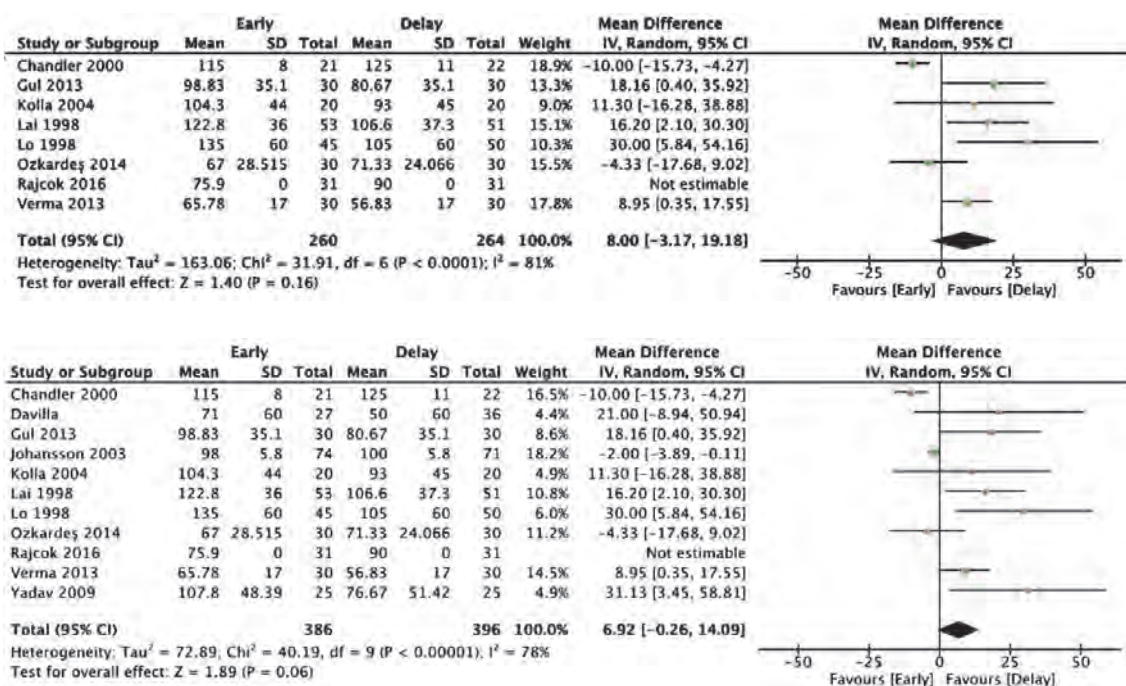 Early Delay Mean Difference Mean Difference
Study or Subgroup Mean SD Total Mean SD Total Weight IV, Random, 95% CI IV, Random, 95% CI
Chandler 2000 115 8 21 125 11 22 18.9% -10.00 [-15.73, -4.27]
Gul 2013 98.83 35.1 30 80.67 35.1 30 13.3% 18.16 [0.40, 35.92]
Kolla 2004 104.3 44 20 93 45 20 9.0% 11.30 [-16.28, 38.88]
Lai 1998 122.8 36 53 106.6 37.3 51 15.1% 16.20 [2.10, 30.30]
Lo 1998 135 60 45 105 60 50 10.3% 30.00 [5.84, 54.16]
Ozkardeş 2014 67 28.515 30 71.33 24.066 30 15.5% -4.33 [-17.68, 9.02]
Rajcok 2016 75.9 0 31 90 0 31 Not estimable
Verma 2013 65.78 17 30 56.83 17 30 17.8% 8.95 [0.35, 17.55]
Total (95% CI) 260 264 100.0% 8.00 [-3.17, 19.18]
Heterogeneity: Tau² = 163.06; Chi² = 31.91, df = 6 (P < 0.0001); I² = 81%
Test for overall effect: Z = 1.40 (P = 0.16)
-50 -25 0 25 50
Favours [Early] Favours [Delay]
Early Delay Mean Difference Mean Difference
Study or Subgroup Mean SD Total Mean SD Total Weight IV, Random, 95% CI IV, Random, 95% CI
Chandler 2000 115 8 21 125 11 22 16.5% -10.00 [-15.73, -4.27]
Davilla 71 60 27 50 60 36 4.4% 21.00 [-8.94, 50.94]
Gul 2013 98.83 35.1 30 80.67 35.1 30 8.6% 18.16 [0.40, 35.92]
Johansson 2003 98 5.8 74 100 5.8 71 18.2% -2.00 [-3.89, -0.11]
Kolla 2004 104.3 44 20 93 45 20 4.9% 11.30 [-16.28, 38.88]
Lai 1998 122.8 36 53 106.6 37.3 51 10.8% 16.20 [2.10, 30.30]
Lo 1998 135 60 45 105 60 50 6.0% 30.00 [5.84, 54.16]
Ozkardeş 2014 67 28.515 30 71.33 24.066 30 11.2% -4.33 [-17.68, 9.02]
Rajcok 2016 75.9 0 31 90 0 31 Not estimable
Verma 2013 65.78 17 30 56.83 17 30 14.5% 8.95 [0.35, 17.55]
Yadav 2009 107.8 48.39 25 76.67 51.42 25 4.9% 31.13 [3.45, 58.81]
Total (95% CI) 386 396 100.0% 6.92 [-0.26, 14.09]
Heterogeneity: Tau² = 72.89; Chi² = 40.19, df = 9 (P < 0.00001); I² = 78%
Test for overall effect: Z = 1.89 (P = 0.06)
-50 -25 0 25 50
Favours [Early] Favours [Delay]